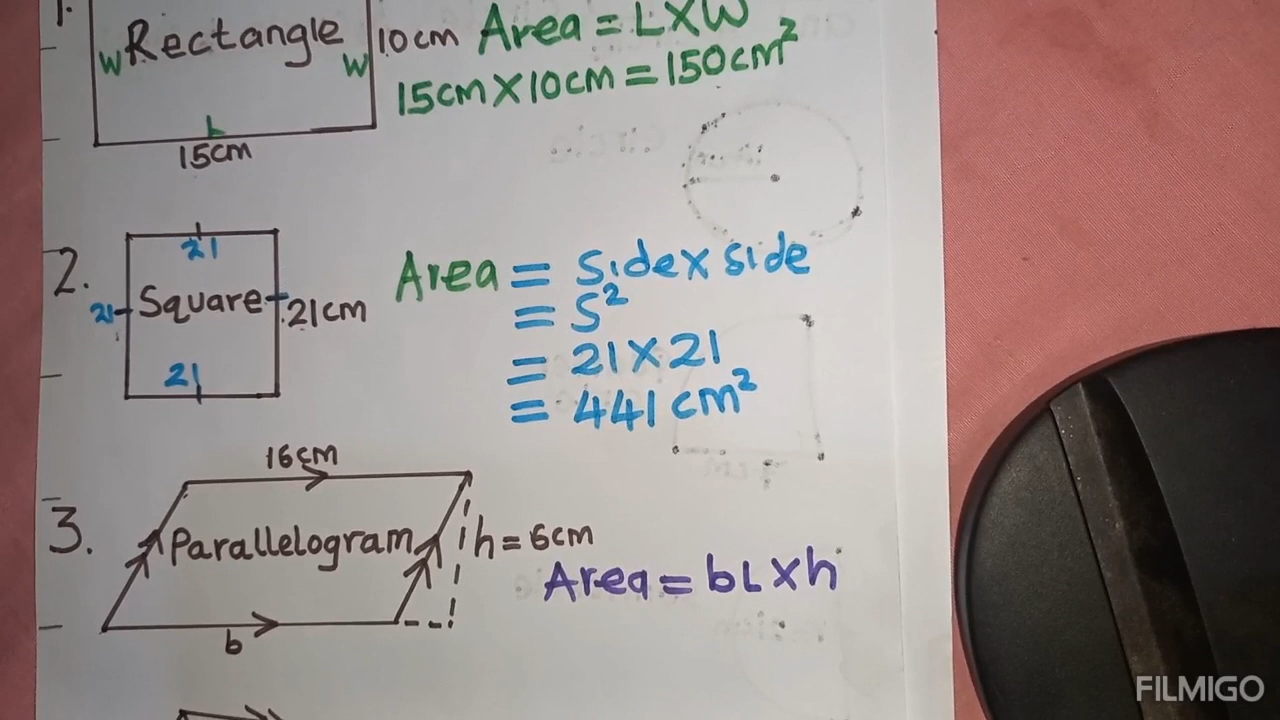 1.
Rectangle
W
W
10cm
Area = L X W
15cm X 10cm = 150cm²
L
15cm
2.
21
21
Square
21cm
21
Area = Side X side
= S²
= 21 X 21
= 441 cm²
3.
16cm
Parallelogram
h = 6cm
b
Area = bL X h
FILMIGO